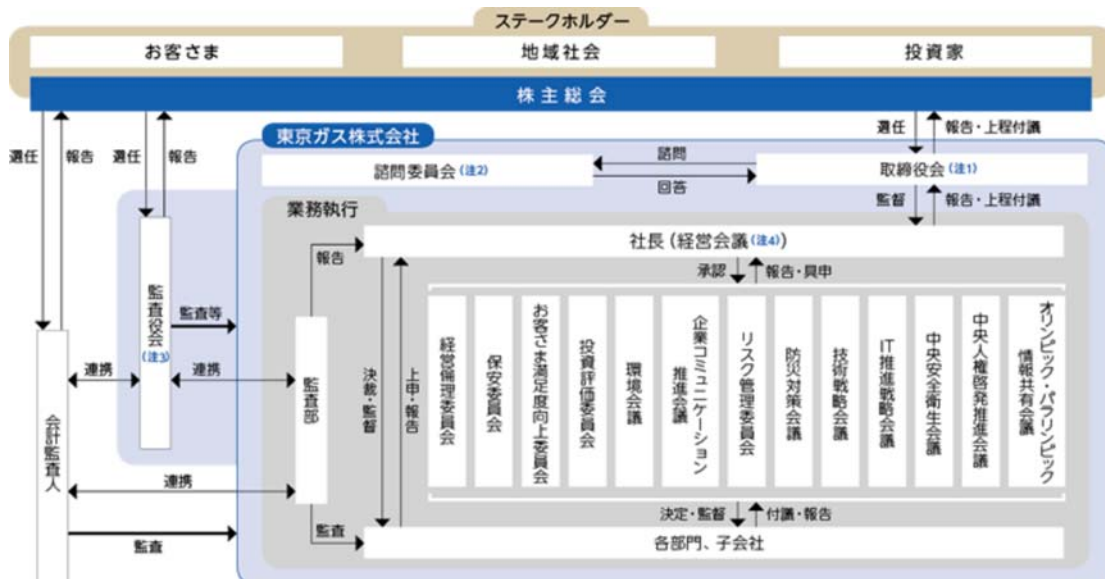 ステークホルダー
お客さま
地域社会
投資家
株主総会
選任
報告
選任
報告
選任
報告・上程付議
東京ガス株式会社
諮問委員会(注2)
諮問
回答
取締役会(注1)
監督
報告・上程付議
業務執行
社長(経営会議(注4))
報告
承認
報告・具申
監査役会
(注3)
監査等
連携
連携
監査部
決裁・監督
上申・報告
経営倫理委員会
保安委員会
お客さま満足度向上委員会
投資評価委員会
環境会議
企業コミュニケーション
推進会議
リスク管理委員会
防災対策会議
技術戦略会議
IT推進戦略会議
中央安全衛生会議
中央人権啓発推進会議
オリンピック・パラリンピック
情報共有会議
会計監査人
連携
監査
監査
決定・監督
付議・報告
各部門、子会社